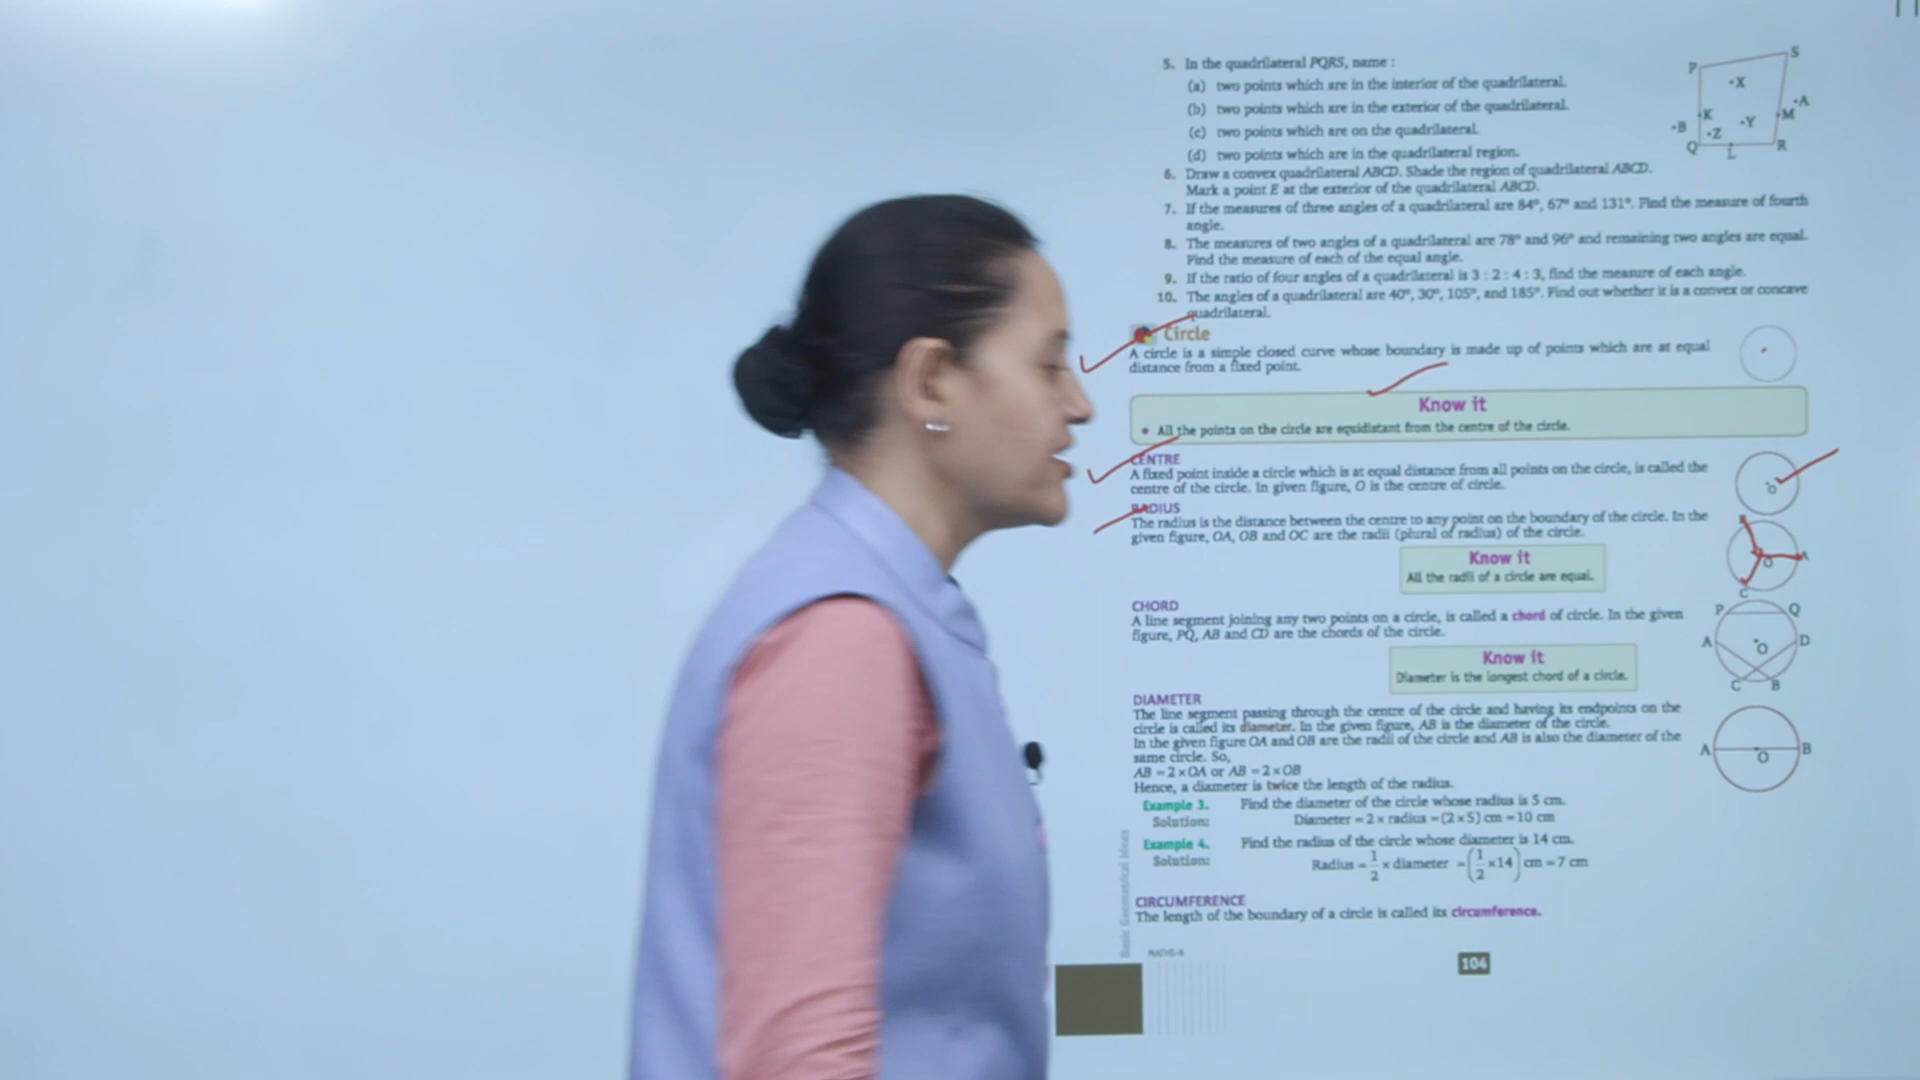 5. In the quadrilateral PQRS, name :
(a) two points which are in the interior of the quadrilateral.
(b) two points which are in the exterior of the quadrilateral.
(c) two points which are on the quadrilateral.
(d) two points which are in the quadrilateral region.
P S X K M A B Y Z Q L R
6. Draw a convex quadrilateral ABCD. Shade the region of quadrilateral ABCD.
Mark a point E at the exterior of the quadrilateral ABCD.
7. If the measures of three angles of a quadrilateral are 84°, 67° and 131°. Find the measure of fourth
angle.
8. The measures of two angles of a quadrilateral are 78° and 96° and remaining two angles are equal.
Find the measure of each of the equal angle.
9. If the ratio of four angles of a quadrilateral is 3 : 2 : 4 : 3, find the measure of each angle.
10. The angles of a quadrilateral are 40°, 30°, 105°, and 185°. Find out whether it is a convex or concave
quadrilateral.
Circle
A circle is a simple closed curve whose boundary is made up of points which are at equal
distance from a fixed point.
Know it
• All the points on the circle are equidistant from the centre of the circle.
CENTRE
A fixed point inside a circle which is at equal distance from all points on the circle, is called the
centre of the circle. In given figure, O is the centre of circle.
O
RADIUS
The radius is the distance between the centre to any point on the boundary of the circle. In the
given figure, OA, OB and OC are the radii (plural of radius) of the circle.
B O A C
Know it
All the radii of a circle are equal.
CHORD
A line segment joining any two points on a circle, is called a chord of circle. In the given
figure, PQ, AB and CD are the chords of the circle.
P Q A O D C B
Know it
Diameter is the longest chord of a circle.
DIAMETER
The line segment passing through the centre of the circle and having its endpoints on the
circle is called its diameter. In the given figure, AB is the diameter of the circle.
In the given figure OA and OB are the radii of the circle and AB is also the diameter of the
same circle. So,
A O B
AB = 2 × OA or AB = 2 × OB
Hence, a diameter is twice the length of the radius.
Example 3. Find the diameter of the circle whose radius is 5 cm.
Solution: Diameter = 2 × radius = (2 × 5) cm = 10 cm
Example 4. Find the radius of the circle whose diameter is 14 cm.
Solution: Radius = 1/2 × diameter = (1/2 × 14) cm = 7 cm
CIRCUMFERENCE
The length of the boundary of a circle is called its circumference.
Basic Geometrical Ideas
104